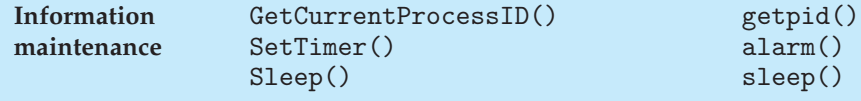 Information GetCurrentProcessID() getpid()
maintenance SetTimer() alarm()
Sleep() sleep()